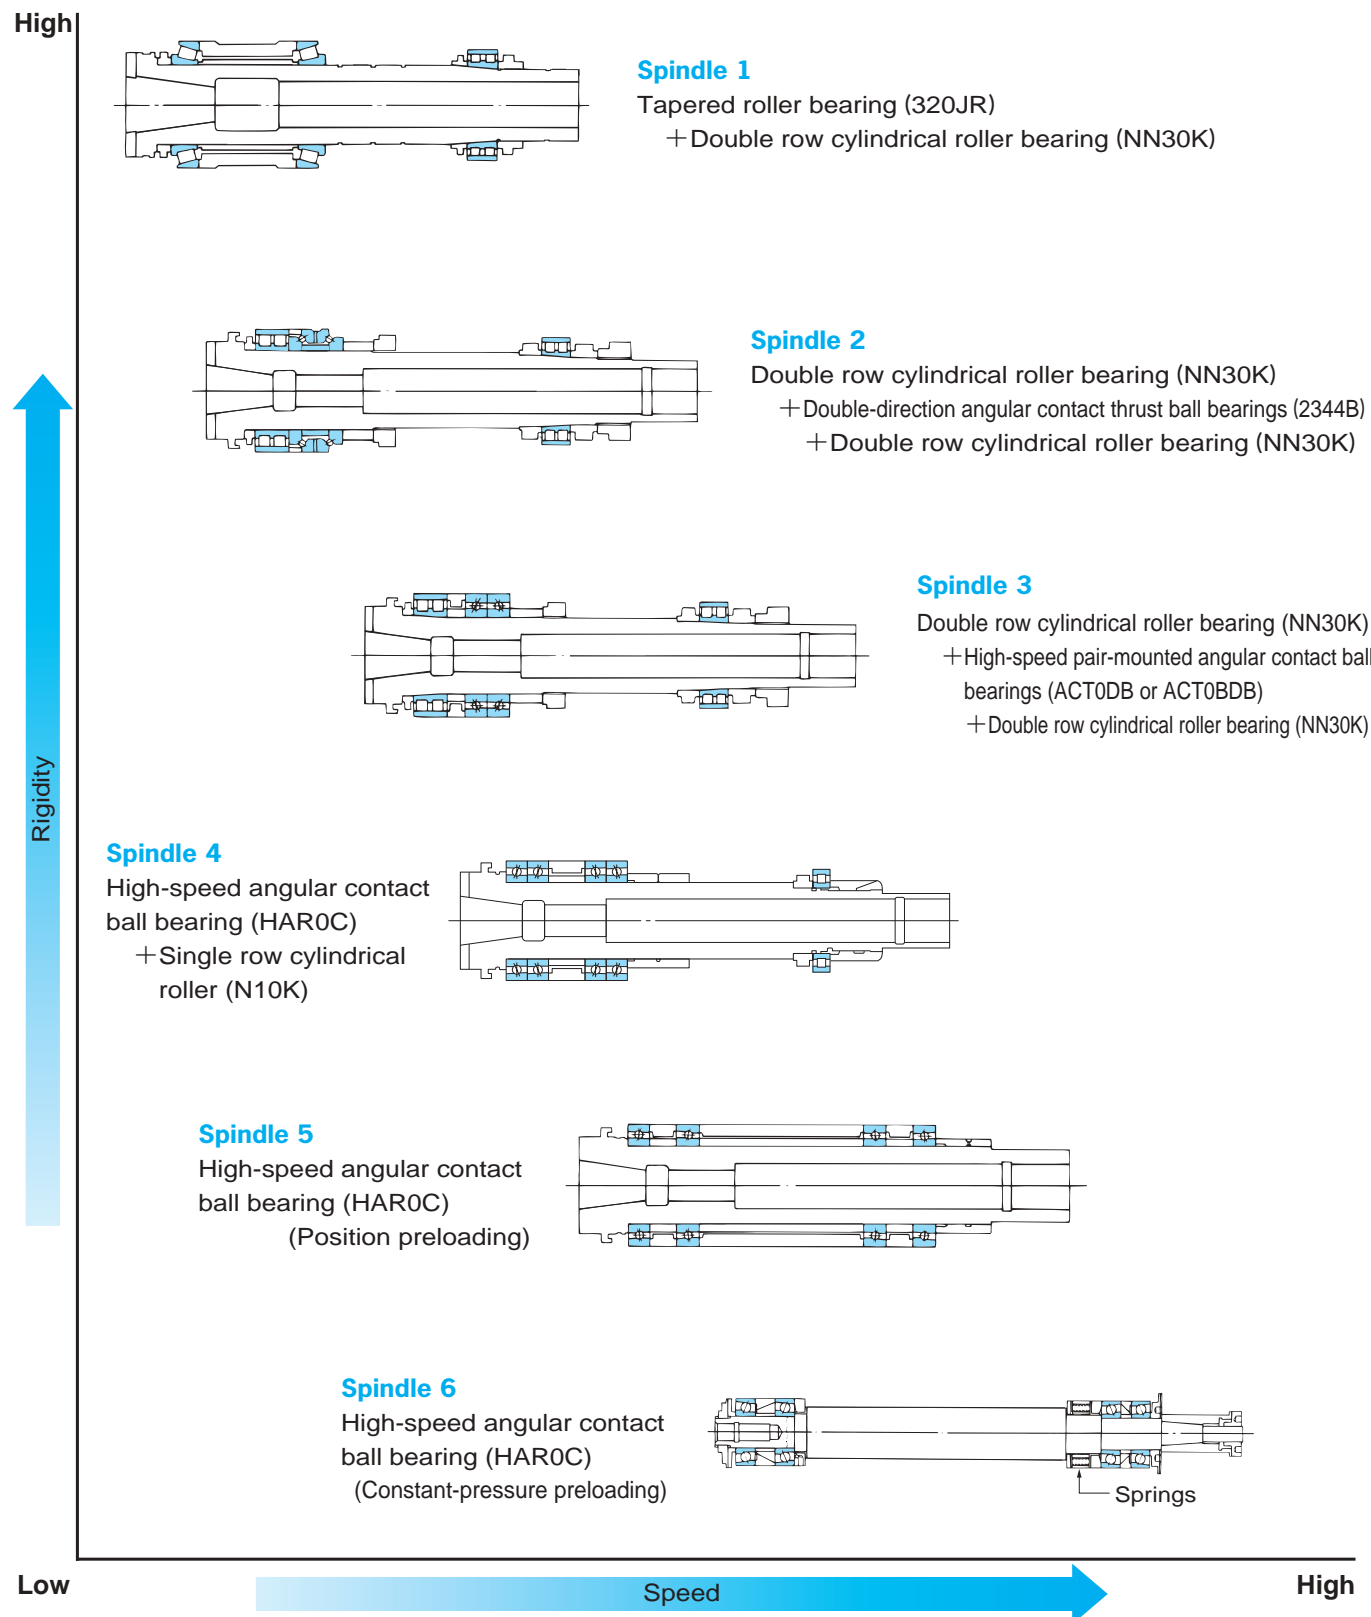 High
Spindle 1
Tapered roller bearing (320JR)
+Double row cylindrical roller bearing (NN30K)
Spindle 2
Double row cylindrical roller bearing (NN30K)
+Double-direction angular contact thrust ball bearings (2344B)
+Double row cylindrical roller bearing (NN30K)
Spindle 3
Double row cylindrical roller bearing (NN30K)
+High-speed pair-mounted angular contact ball
bearings (ACT0DB or ACT0BDB)
+Double row cylindrical roller bearing (NN30K)
Rigidity
Spindle 4
High-speed angular contact
ball bearing (HAR0C)
+Single row cylindrical
roller (N10K)
Spindle 5
High-speed angular contact
ball bearing (HAR0C)
(Position preloading)
Spindle 6
High-speed angular contact
ball bearing (HAR0C)
(Constant-pressure preloading)
Springs
Low
Speed
High